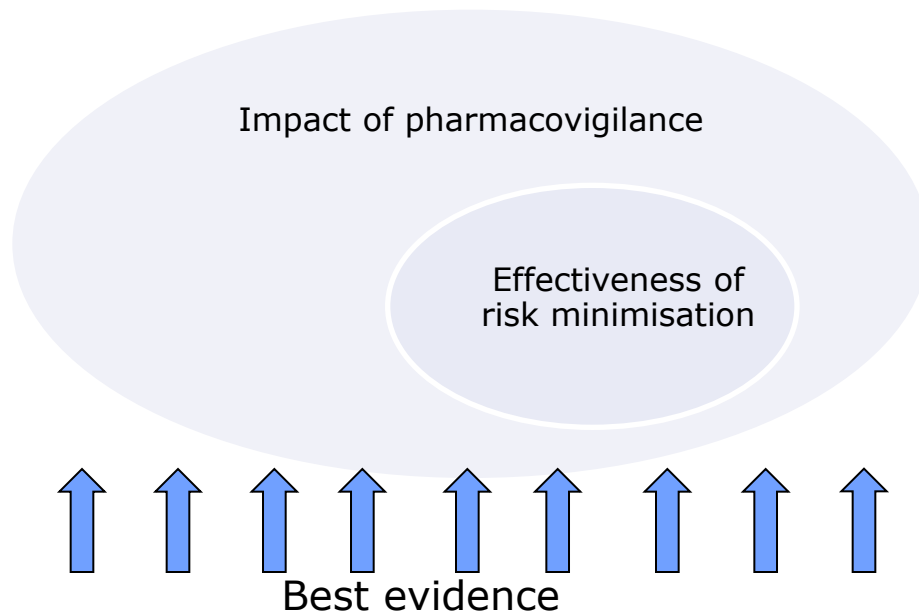 Impact of pharmacovigilance
Effectiveness of
risk minimisation
Best evidence